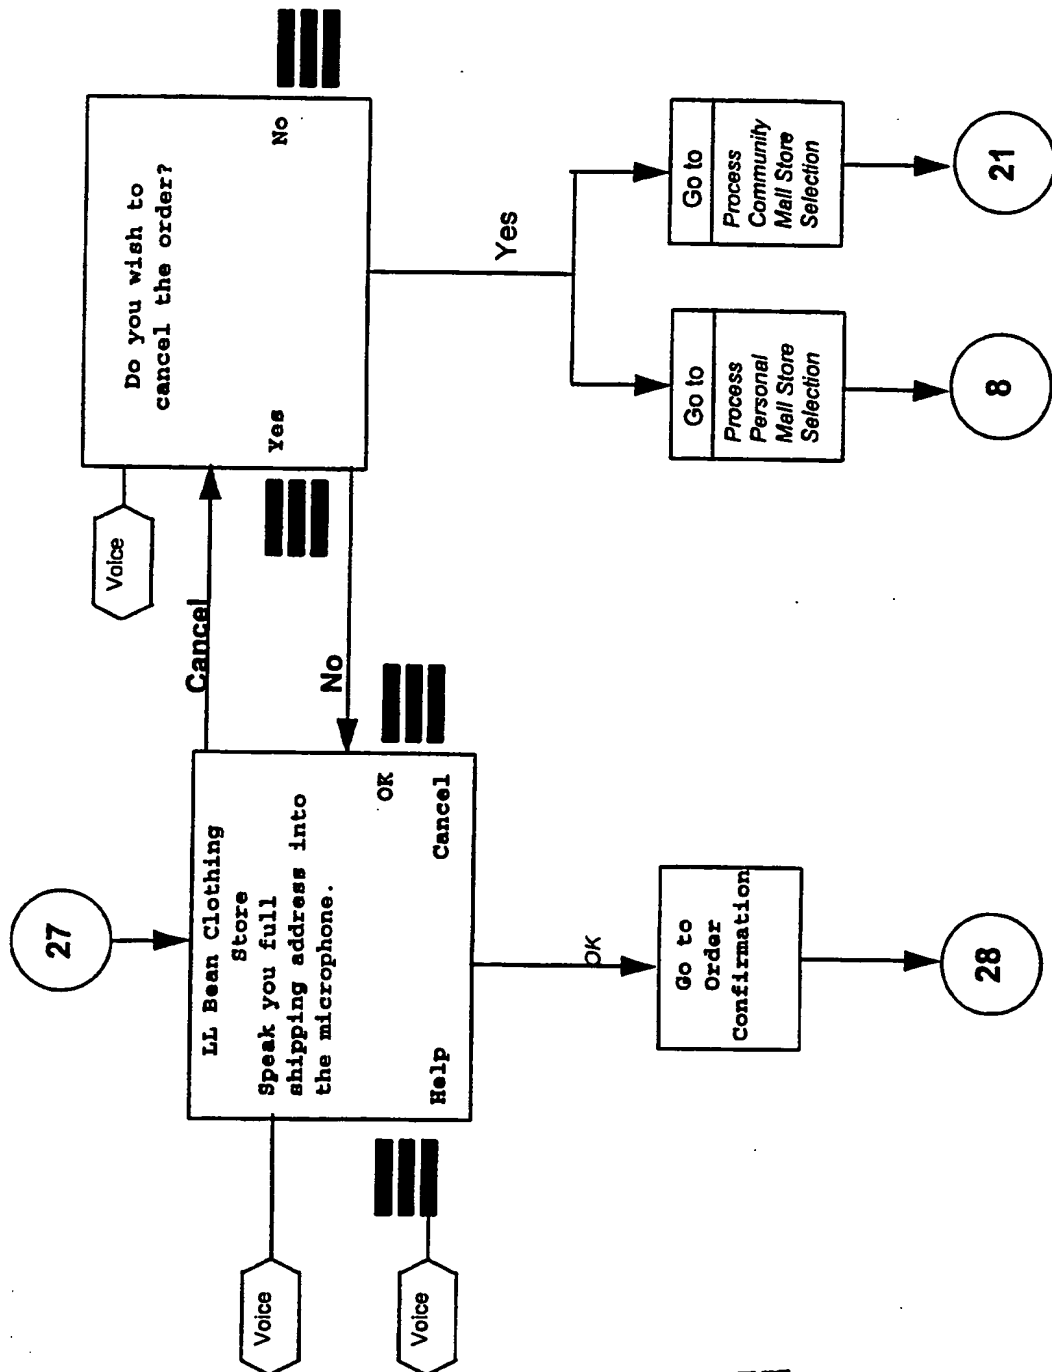 27
LL Bean Clothing
Store
Speak you full
shipping address into
the microphone.
OK
Help
Cancel
Voice
Voice
Cancel
No
Voice
Do you wish to
cancel the order?
Yes
No
OK
Go to
Order
Confirmation
28
Yes
Go to
Process
Personal
Mall Store
Selection
8
Go to
Process
Community
Mall Store
Selection
21